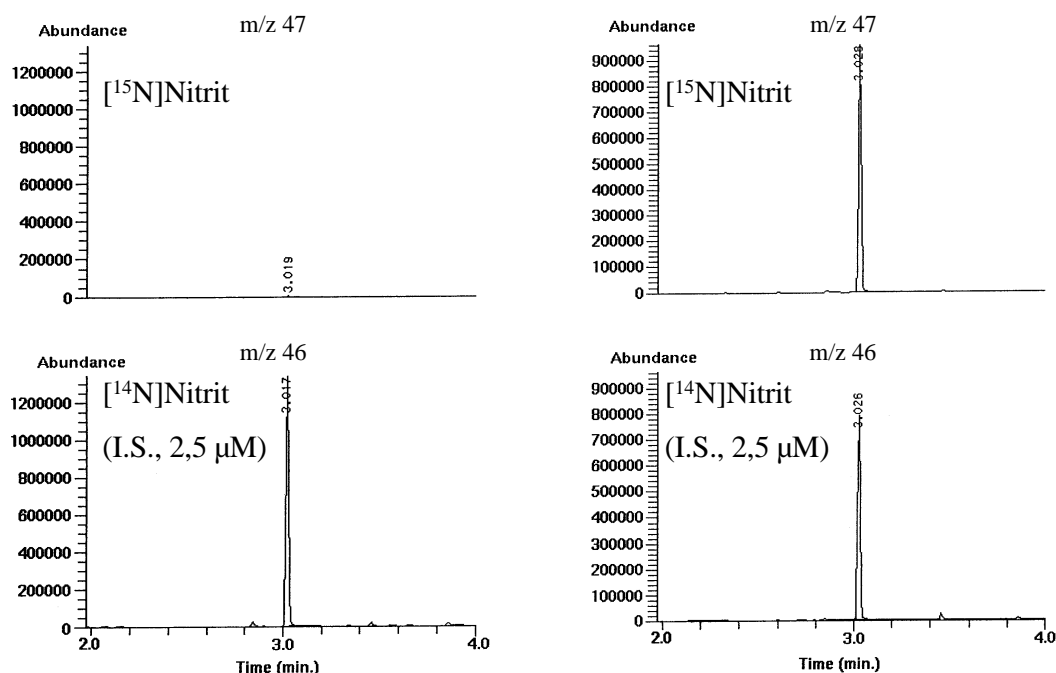 Abundance
m/z 47
1200000
1000000
800000
600000
400000
200000
0
[¹⁵N]Nitrit
3.019
Abundance
m/z 47
900000
800000
700000
600000
500000
400000
300000
200000
100000
0
[¹⁵N]Nitrit
3.028
Abundance
m/z 46
1200000
1000000
800000
600000
400000
200000
0
[¹⁴N]Nitrit
(I.S., 2,5 µM)
3.017
2.0 3.0 4.0
Time (min.)
Abundance
m/z 46
900000
800000
700000
600000
500000
400000
300000
200000
100000
0
[¹⁴N]Nitrit
(I.S., 2,5 µM)
3.026
2.0 3.0 4.0
Time (min.)